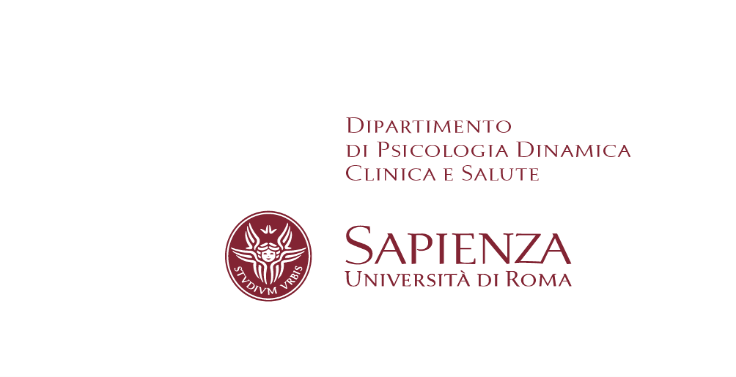 Dipartimento
di Psicologia Dinamica
Clinica e Salute
Sapienza
Università di Roma
STVDIVM VRBIS